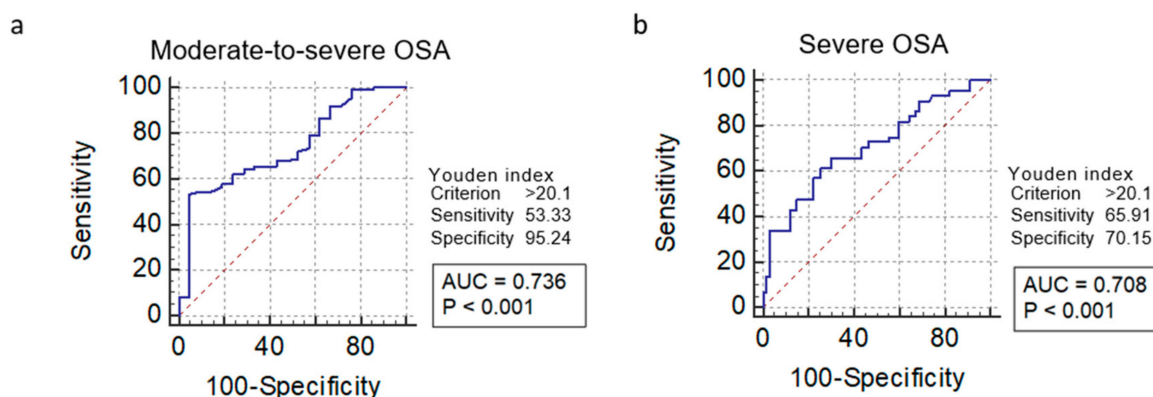 a
Moderate-to-severe OSA
100
80
60
40
20
0
Sensitivity
0 40 80
100-Specificity
Youden index
Criterion >20.1
Sensitivity 53.33
Specificity 95.24
AUC = 0.736
P < 0.001
b
Severe OSA
100
80
60
40
20
0
Sensitivity
0 40 80
100-Specificity
Youden index
Criterion >20.1
Sensitivity 65.91
Specificity 70.15
AUC = 0.708
P < 0.001